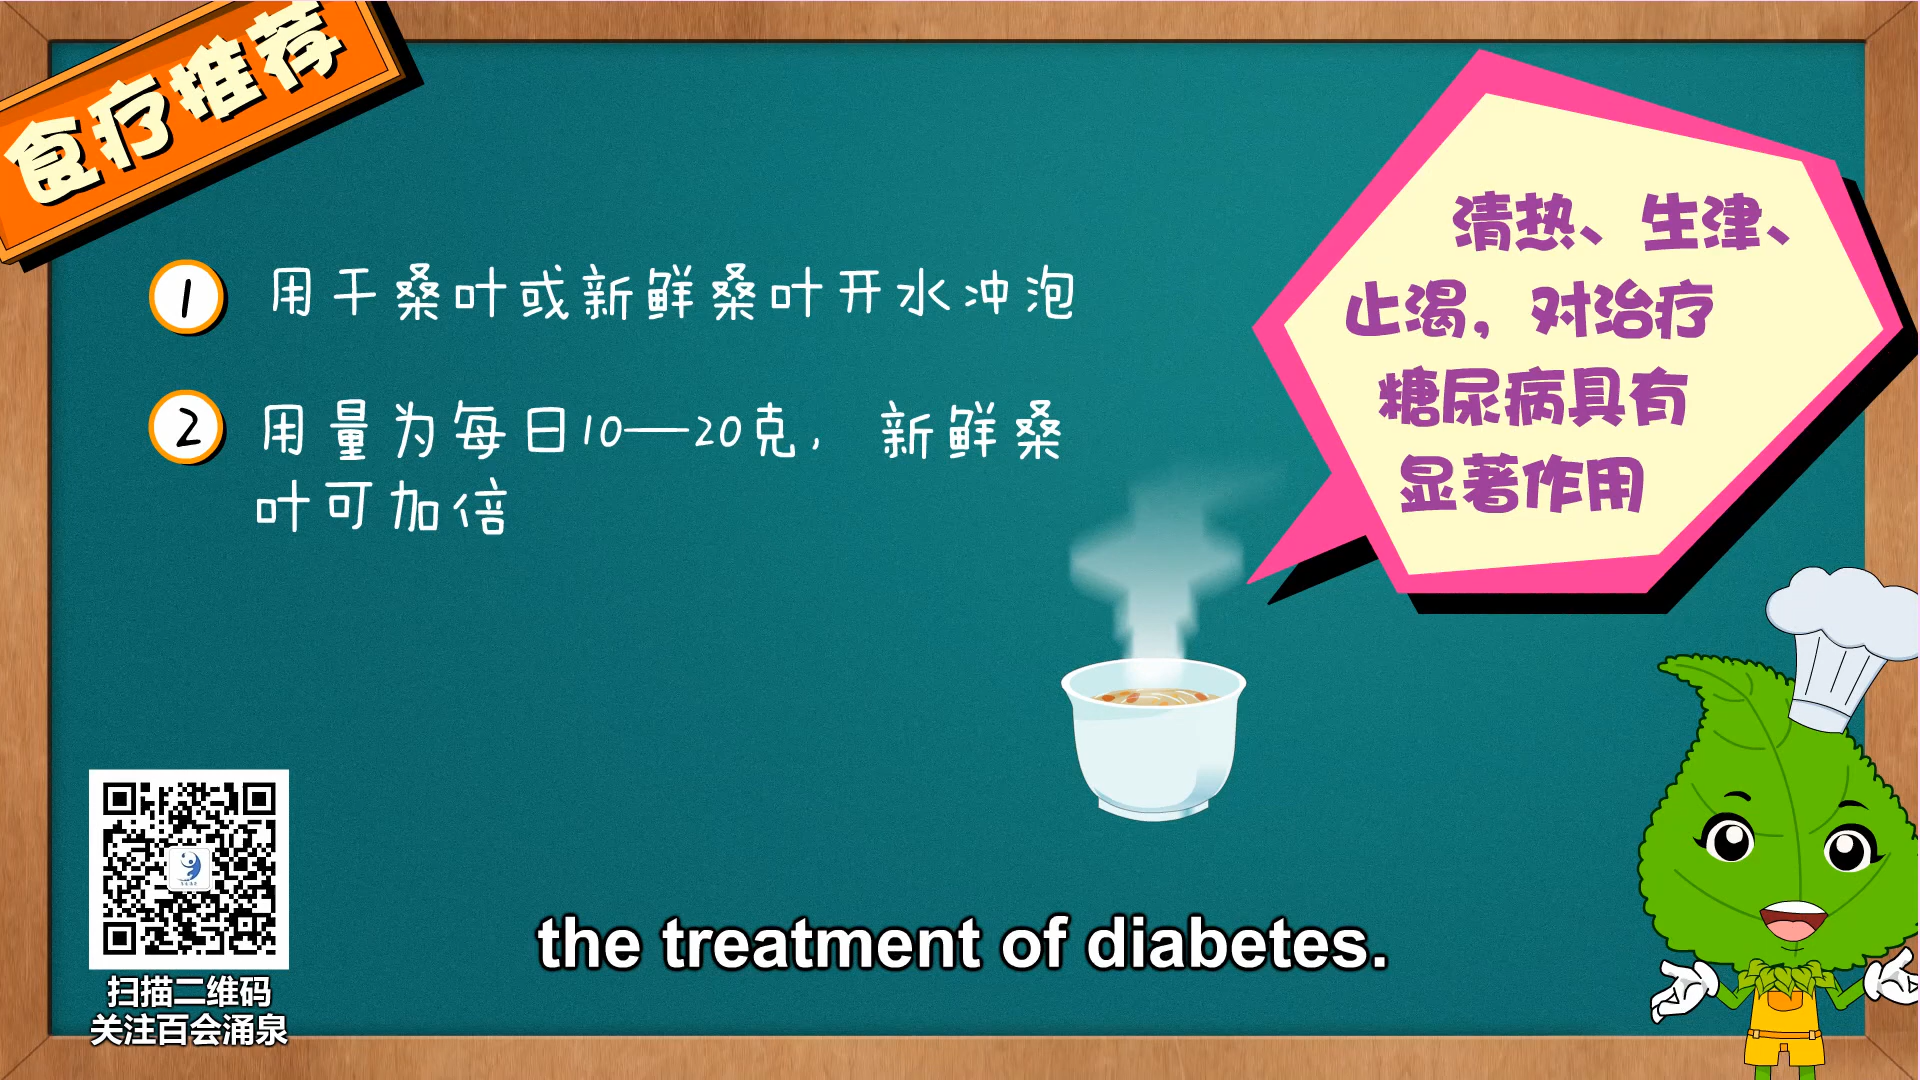 食疗推荐
1 用干桑叶或新鲜桑叶开水冲泡
2 用量为每日10—20克，新鲜桑
叶可加倍
清热、生津、
止渴，对治疗
糖尿病具有
显著作用
the treatment of diabetes.
扫描二维码
关注百会涌泉